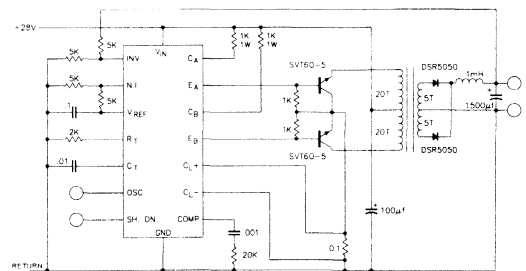 +28V
5K
5K
INV
VIN
CA
1K
1W
1K
1W
SVT60-5
DSR5050
1mH
5K
N.I.
EA
20T
5T
+
1500μf
5K
.1
VREF
CB
1K
2K
RT
EB
1K
20T
5T
SVT60-5
DSR5050
.01
CT
CL+
OSC
CL-
+
100μf
SH. DN.
COMP
GND
.001
0.1
20K
RETURN